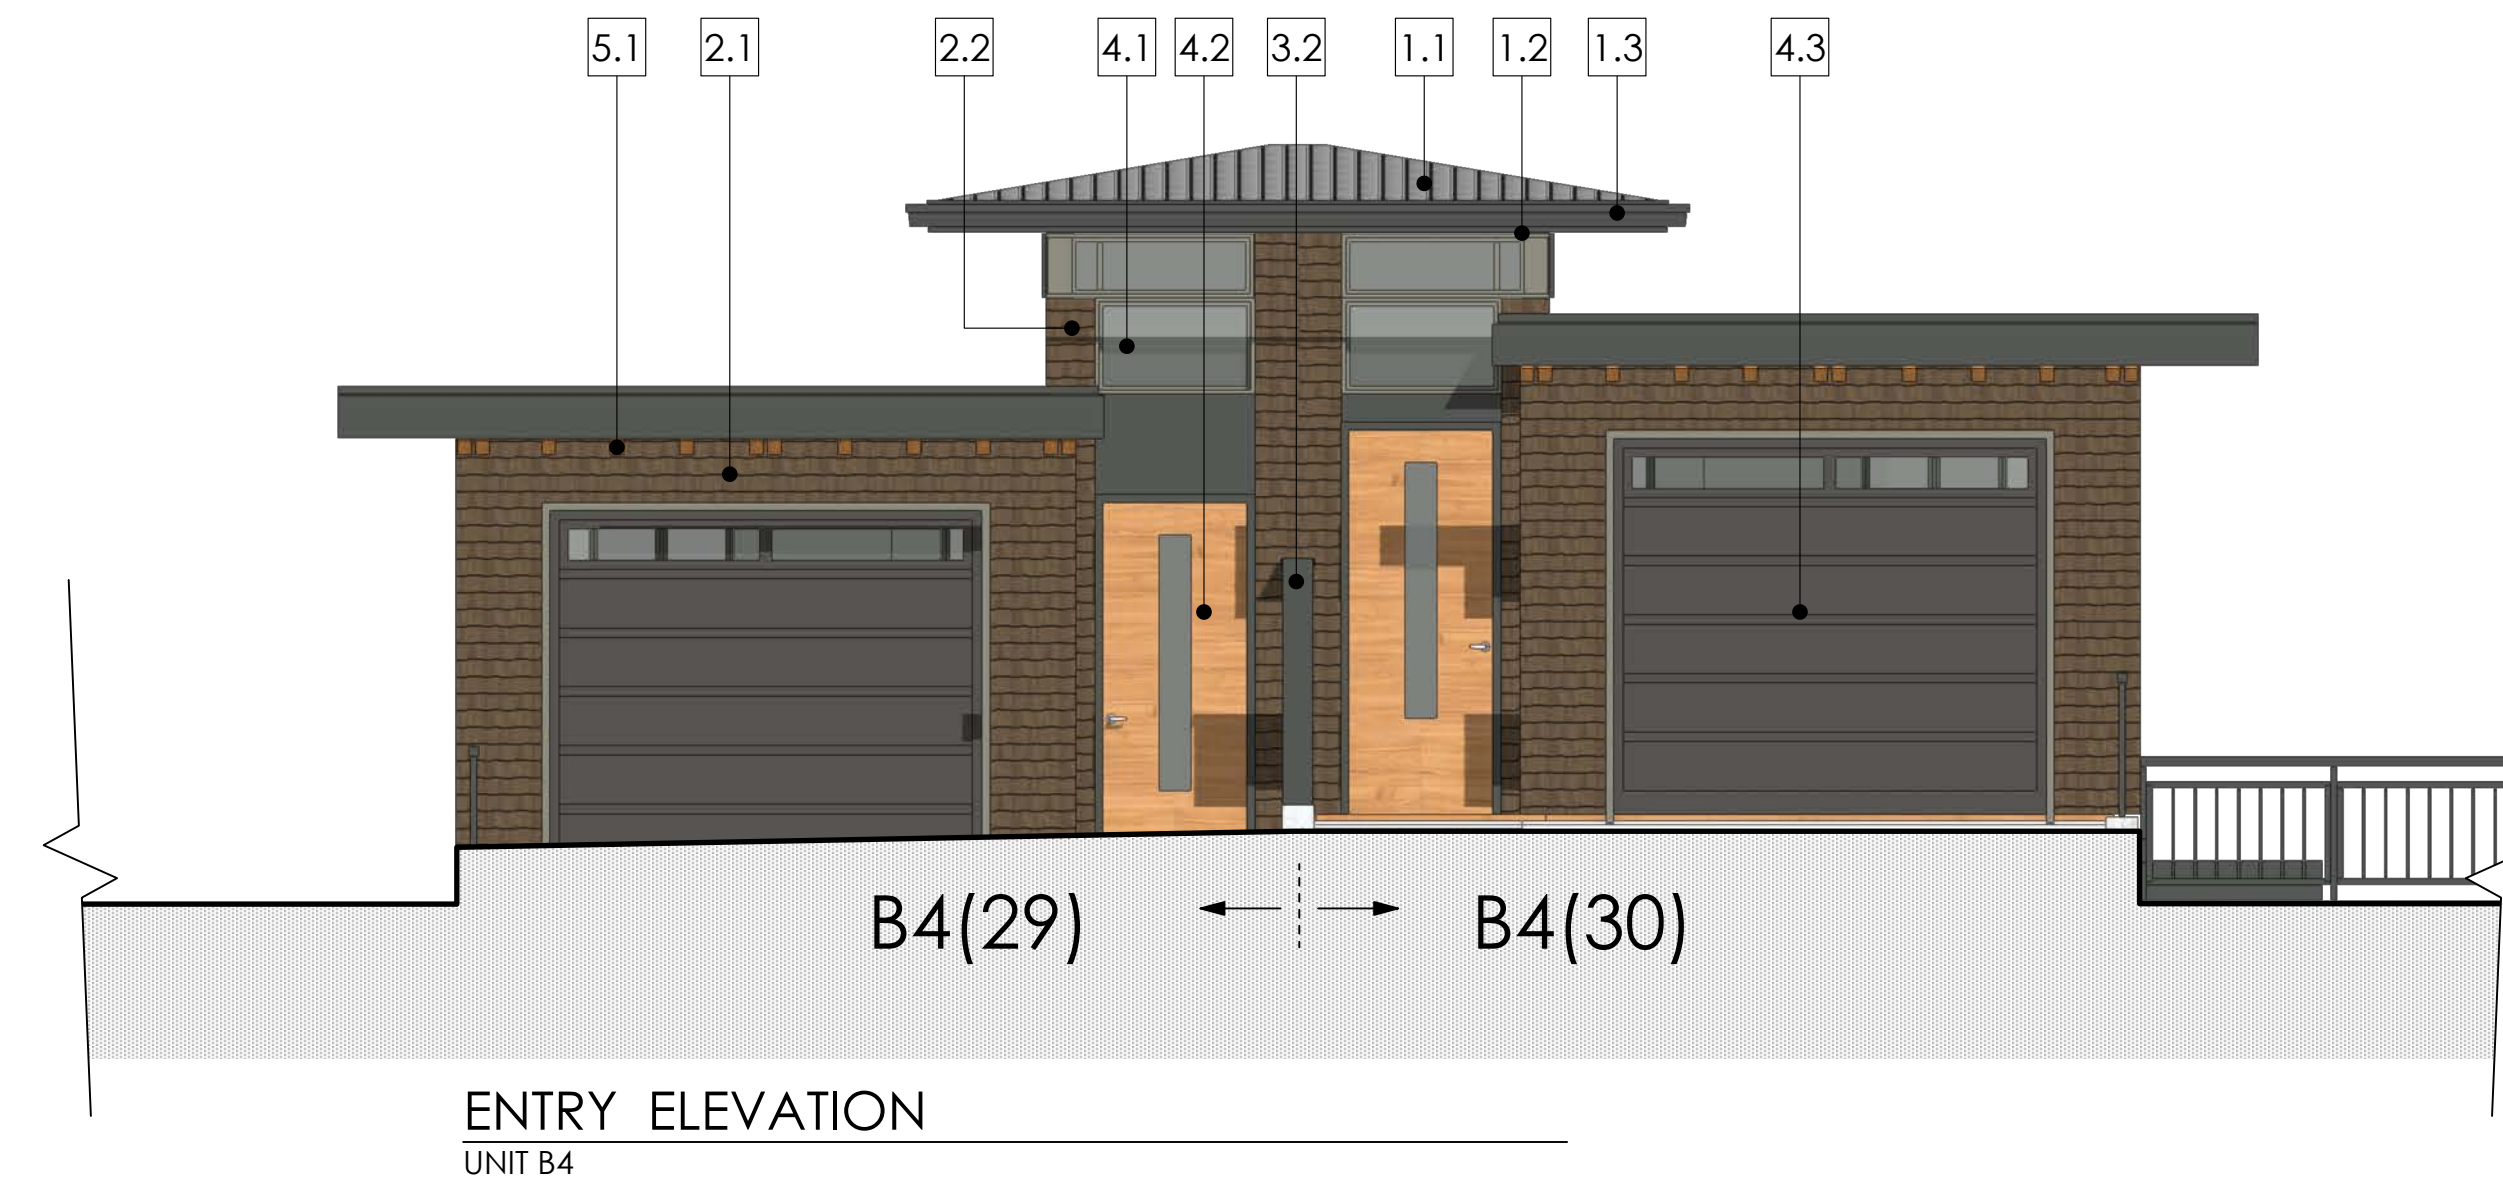 5.1 2.1 2.2 4.1 4.2 3.2 1.1 1.2 1.3 4.3
B4(29) B4(30)
ENTRY ELEVATION
UNIT B4